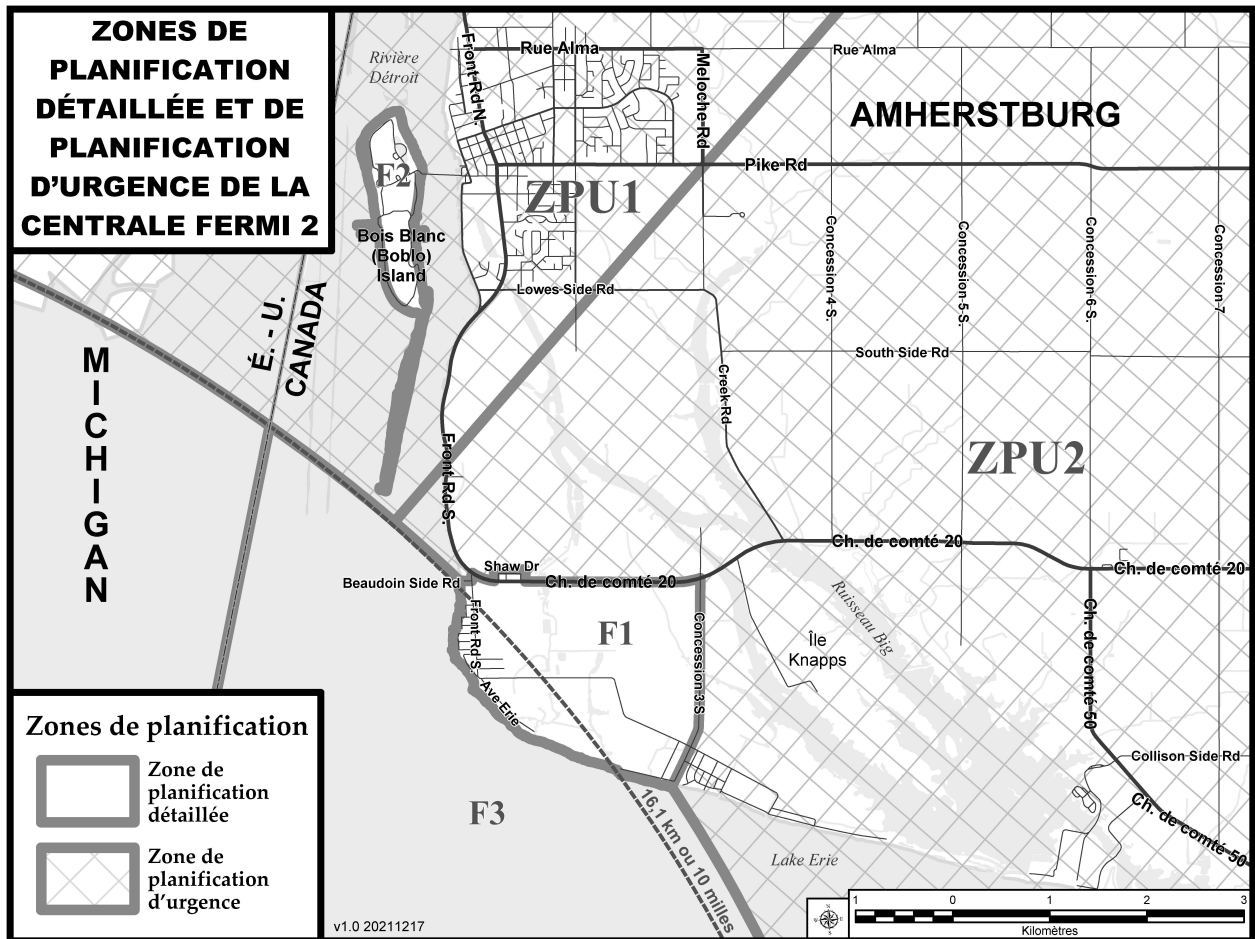 ZONES DE
PLANIFICATION
DÉTAILLÉE ET DE
PLANIFICATION
D'URGENCE DE LA
CENTRALE FERMI 2
Rivière
Détroit
Front Rd N.
Rue Alma
Meloche Rd
Rue Alma
AMHERSTBURG
Pike Rd
F2
ZPU1
Bois Blanc
(Boblo)
Island
Concession 4 S.
Concession 5 S.
Concession 6 S.
Concession 7
Lowes Side Rd
É. - U.
CANADA
MICHIGAN
South Side Rd
Creek Rd
Front Rd S.
ZPU2
Ch. de comté 20
Shaw Dr
Beaudoin Side Rd
Ch. de comté 20
Ch. de comté 20
Front Rd S.
F1
Concession 3 S
Ruisseau Big
Île
Knapps
Ch. de comté 50
Ave Erie
Collison Side Rd
Ch. de comté 50
F3
16,1 km ou 10 milles
Lake Erie
Zones de planification
Zone de
planification
détaillée
Zone de
planification
d'urgence
v1.0 20211217
N
E
S
W
1 0 1 2 3
Kilomètres